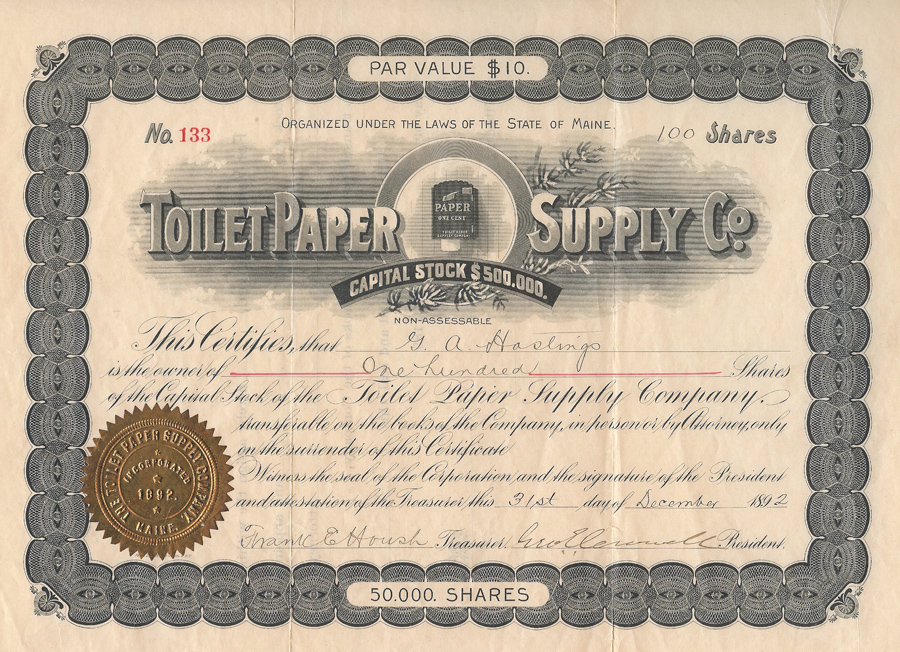 PAR VALUE $10.
ORGANIZED UNDER THE LAWS OF THE STATE OF MAINE.
No. 133
100 Shares
TOILET PAPER SUPPLY Co.
PAPER
ONE CENT
TOILET PAPER
SUPPLY COMPANY
CAPITAL STOCK $500.000.
NON-ASSESSABLE
This Certifies, that G. A. Hastings
is the owner of One hundred Shares
of the Capital Stock of the Toilet Paper Supply Company.
transferable on the books of the Company, in person or by Attorney, only
on the surrender of this Certificate
Witness the seal of the Corporation and the signature of the President
and attestation of the Treasurer this 31st day of December 1892
Frank E Housh Treasurer President.
THE TOILET PAPER SUPPLY COMPANY
INCORPORATED
1892.
MAINE.
50.000. SHARES